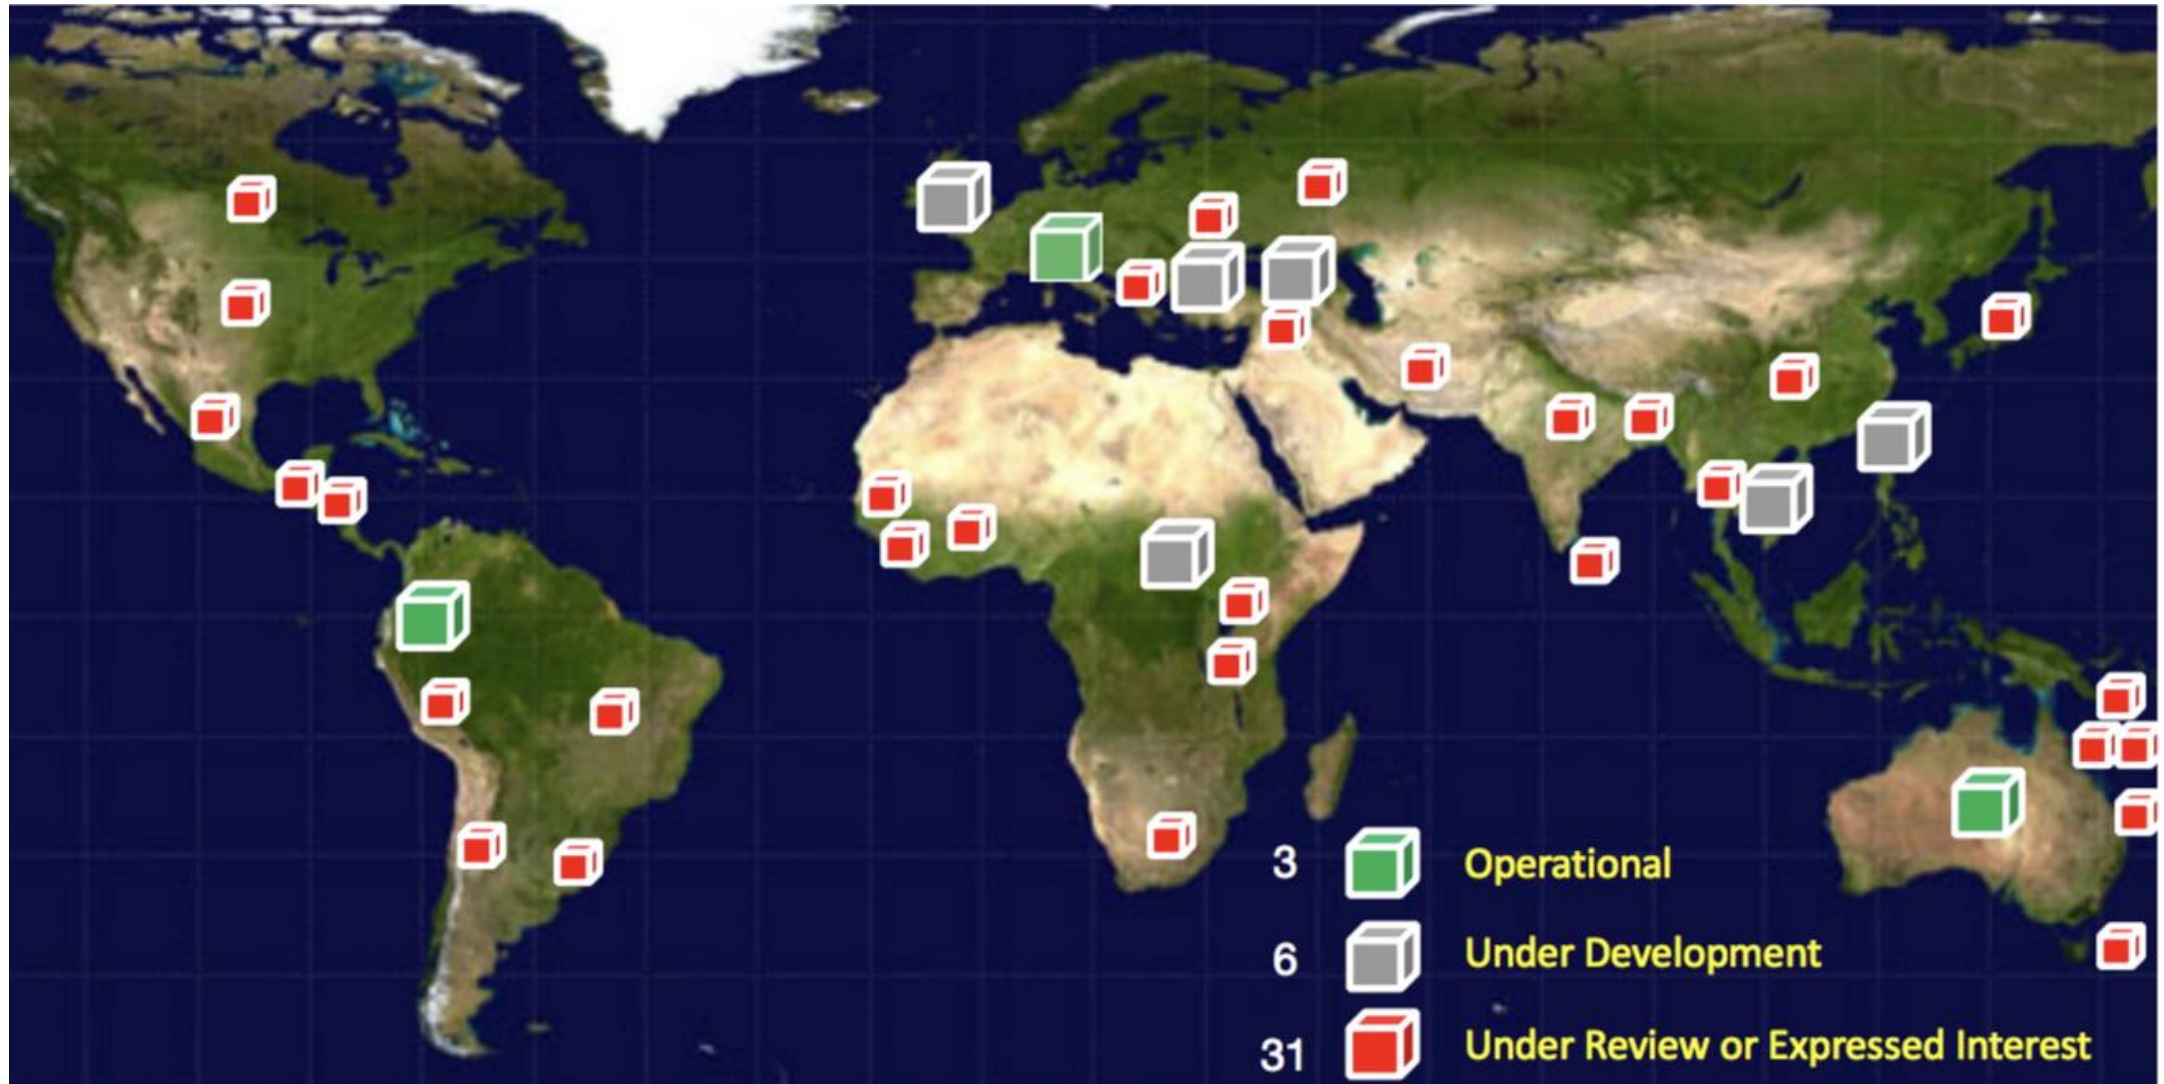 3 Operational
6 Under Development
31 Under Review or Expressed Interest